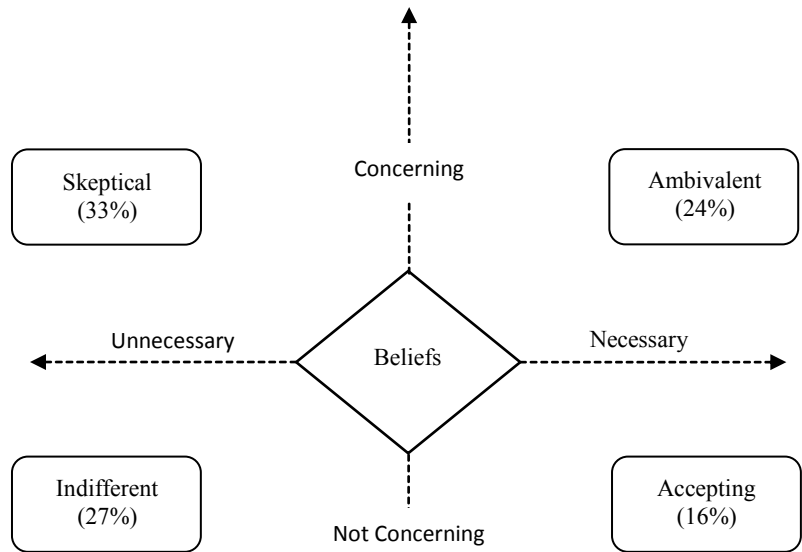 Skeptical
(33%)
Concerning
Ambivalent
(24%)
Unnecessary
Beliefs
Necessary
Indifferent
(27%)
Not Concerning
Accepting
(16%)